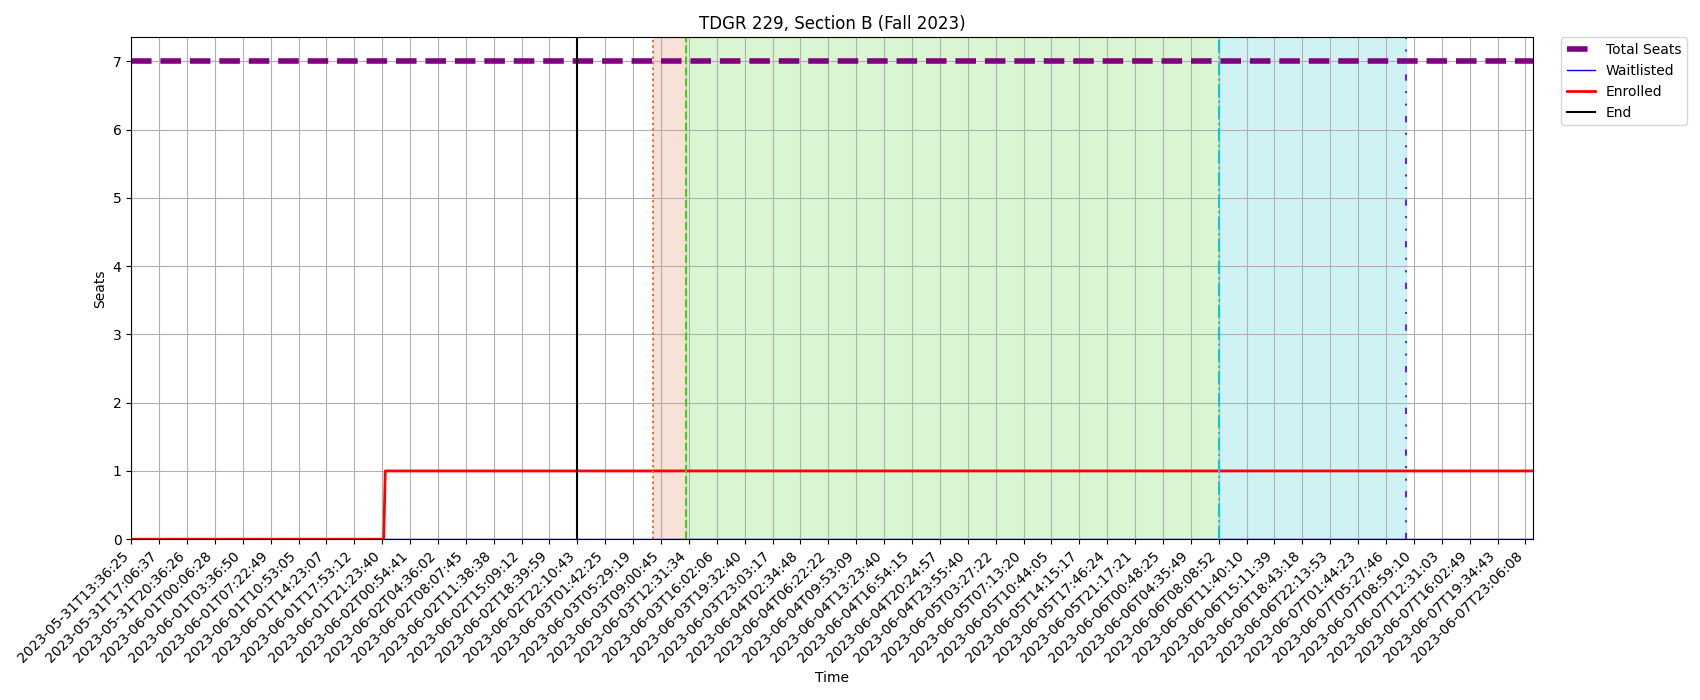 TDGR 229, Section B (Fall 2023)
Total Seats
Waitlisted
Enrolled
End
Seats
7
6
5
4
3
2
1
0
2023-05-31T13:36:25
2023-05-31T17:06:37
2023-05-31T20:36:26
2023-06-01T00:06:28
2023-06-01T03:36:50
2023-06-01T07:22:49
2023-06-01T10:53:05
2023-06-01T14:23:07
2023-06-01T17:53:12
2023-06-01T21:23:40
2023-06-02T00:54:41
2023-06-02T04:36:02
2023-06-02T08:07:45
2023-06-02T11:38:38
2023-06-02T15:09:12
2023-06-02T18:39:59
2023-06-02T22:10:43
2023-06-03T01:42:25
2023-06-03T05:29:19
2023-06-03T09:00:45
2023-06-03T12:31:34
2023-06-03T16:02:06
2023-06-03T19:32:40
2023-06-03T23:03:17
2023-06-04T02:34:48
2023-06-04T06:22:22
2023-06-04T09:53:09
2023-06-04T13:23:40
2023-06-04T16:54:15
2023-06-04T20:24:57
2023-06-04T23:55:40
2023-06-05T03:27:22
2023-06-05T07:13:20
2023-06-05T10:44:05
2023-06-05T14:15:17
2023-06-05T17:46:24
2023-06-05T21:17:21
2023-06-06T00:48:25
2023-06-06T04:35:49
2023-06-06T08:08:52
2023-06-06T11:40:10
2023-06-06T15:11:39
2023-06-06T18:43:18
2023-06-06T22:13:53
2023-06-07T01:44:23
2023-06-07T05:27:46
2023-06-07T08:59:10
2023-06-07T12:31:03
2023-06-07T16:02:49
2023-06-07T19:34:43
2023-06-07T23:06:08
Time